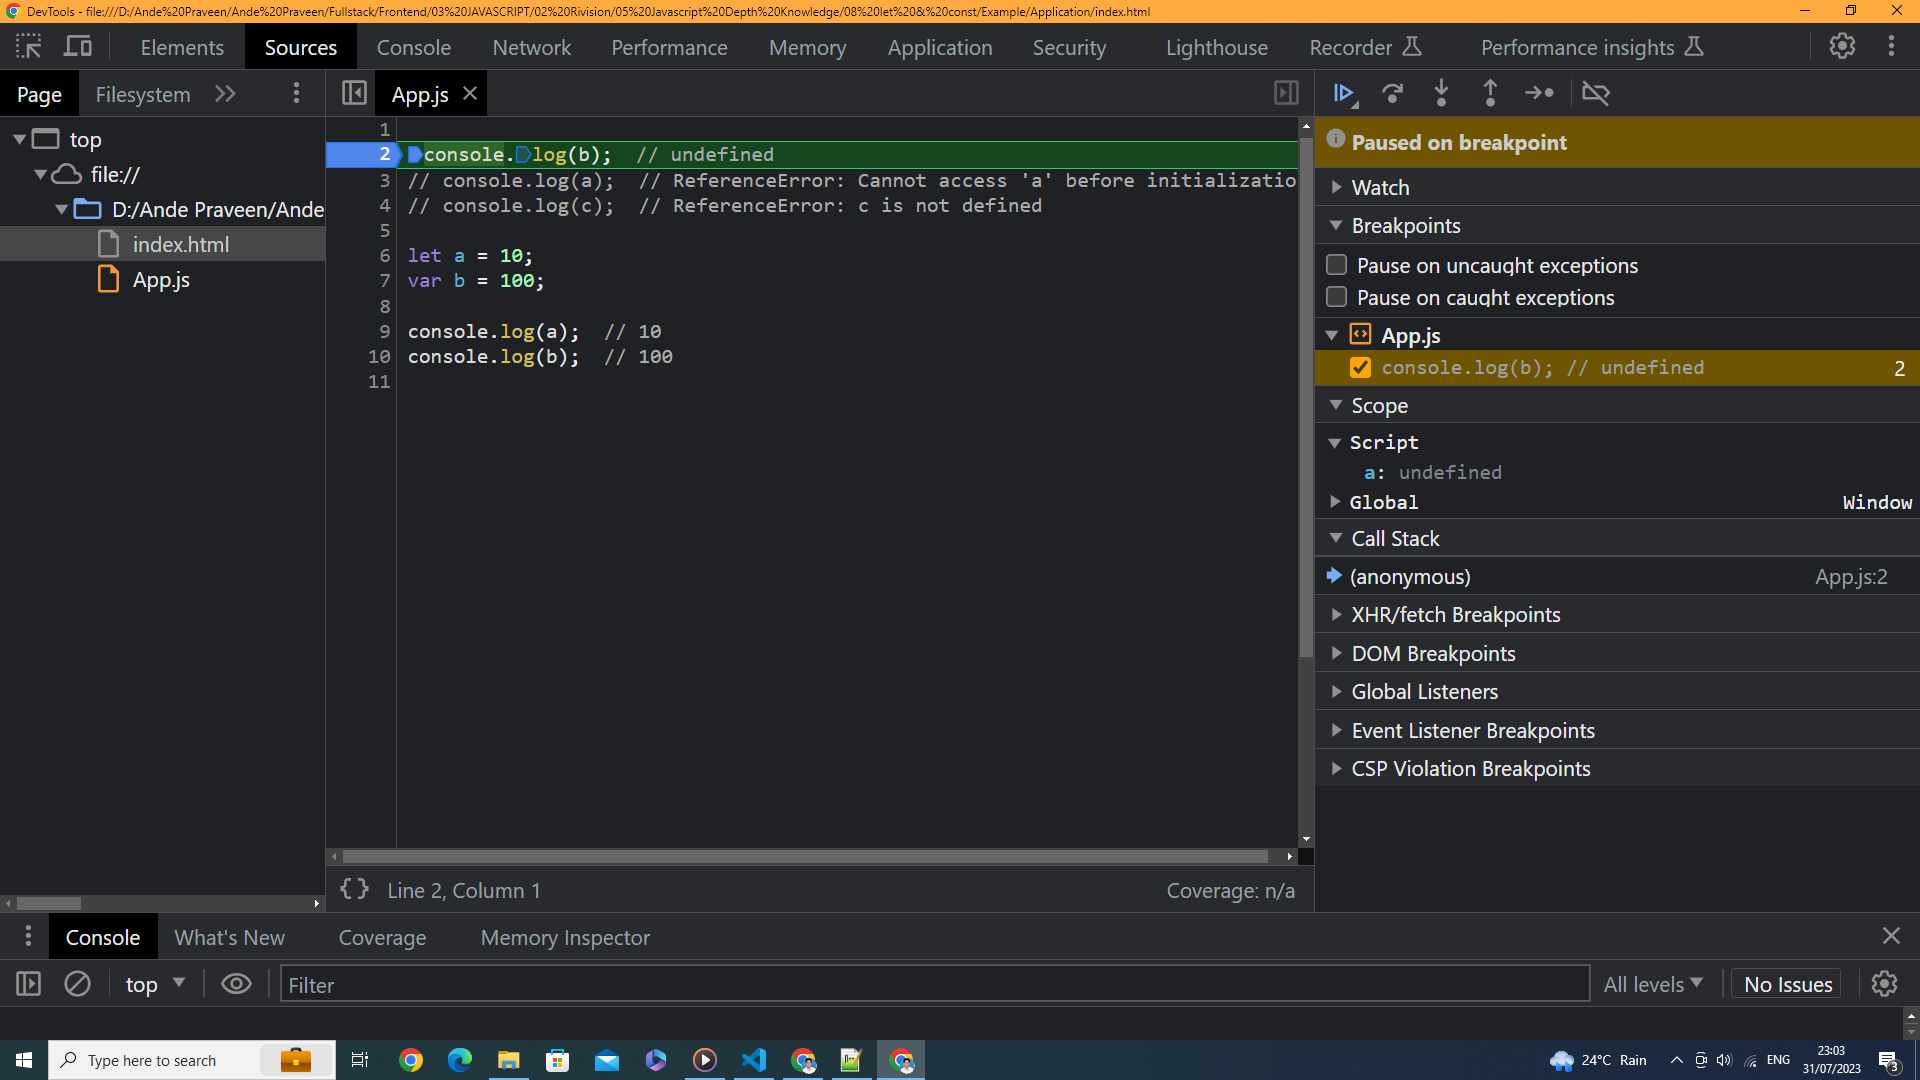 DevTools - file:///D:/Ande%20Praveen/Ande%20Praveen/Fullstack/Frontend/03%20JAVASCRIPT/02%20Rivision/05%20Javascript%20Depth%20Knowledge/08%20let%20&%20const/Example/Application/index.html
Elements Sources Console Network Performance Memory Application Security Lighthouse Recorder Performance insights
Page Filesystem
App.js
top
file://
D:/Ande Praveen/Ande
index.html
App.js
1
2 console.log(b); // undefined
3 // console.log(a); // ReferenceError: Cannot access 'a' before initializatio
4 // console.log(c); // ReferenceError: c is not defined
5
6 let a = 10;
7 var b = 100;
8
9 console.log(a); // 10
10 console.log(b); // 100
11
{} Line 2, Column 1 Coverage: n/a
Paused on breakpoint
Watch
Breakpoints
Pause on uncaught exceptions
Pause on caught exceptions
App.js
console.log(b); // undefined 2
Scope
Script
a: undefined
Global Window
Call Stack
(anonymous) App.js:2
XHR/fetch Breakpoints
DOM Breakpoints
Global Listeners
Event Listener Breakpoints
CSP Violation Breakpoints
Console What's New Coverage Memory Inspector
top Filter All levels No Issues
Type here to search
24°C Rain ENG 23:03
31/07/2023
3